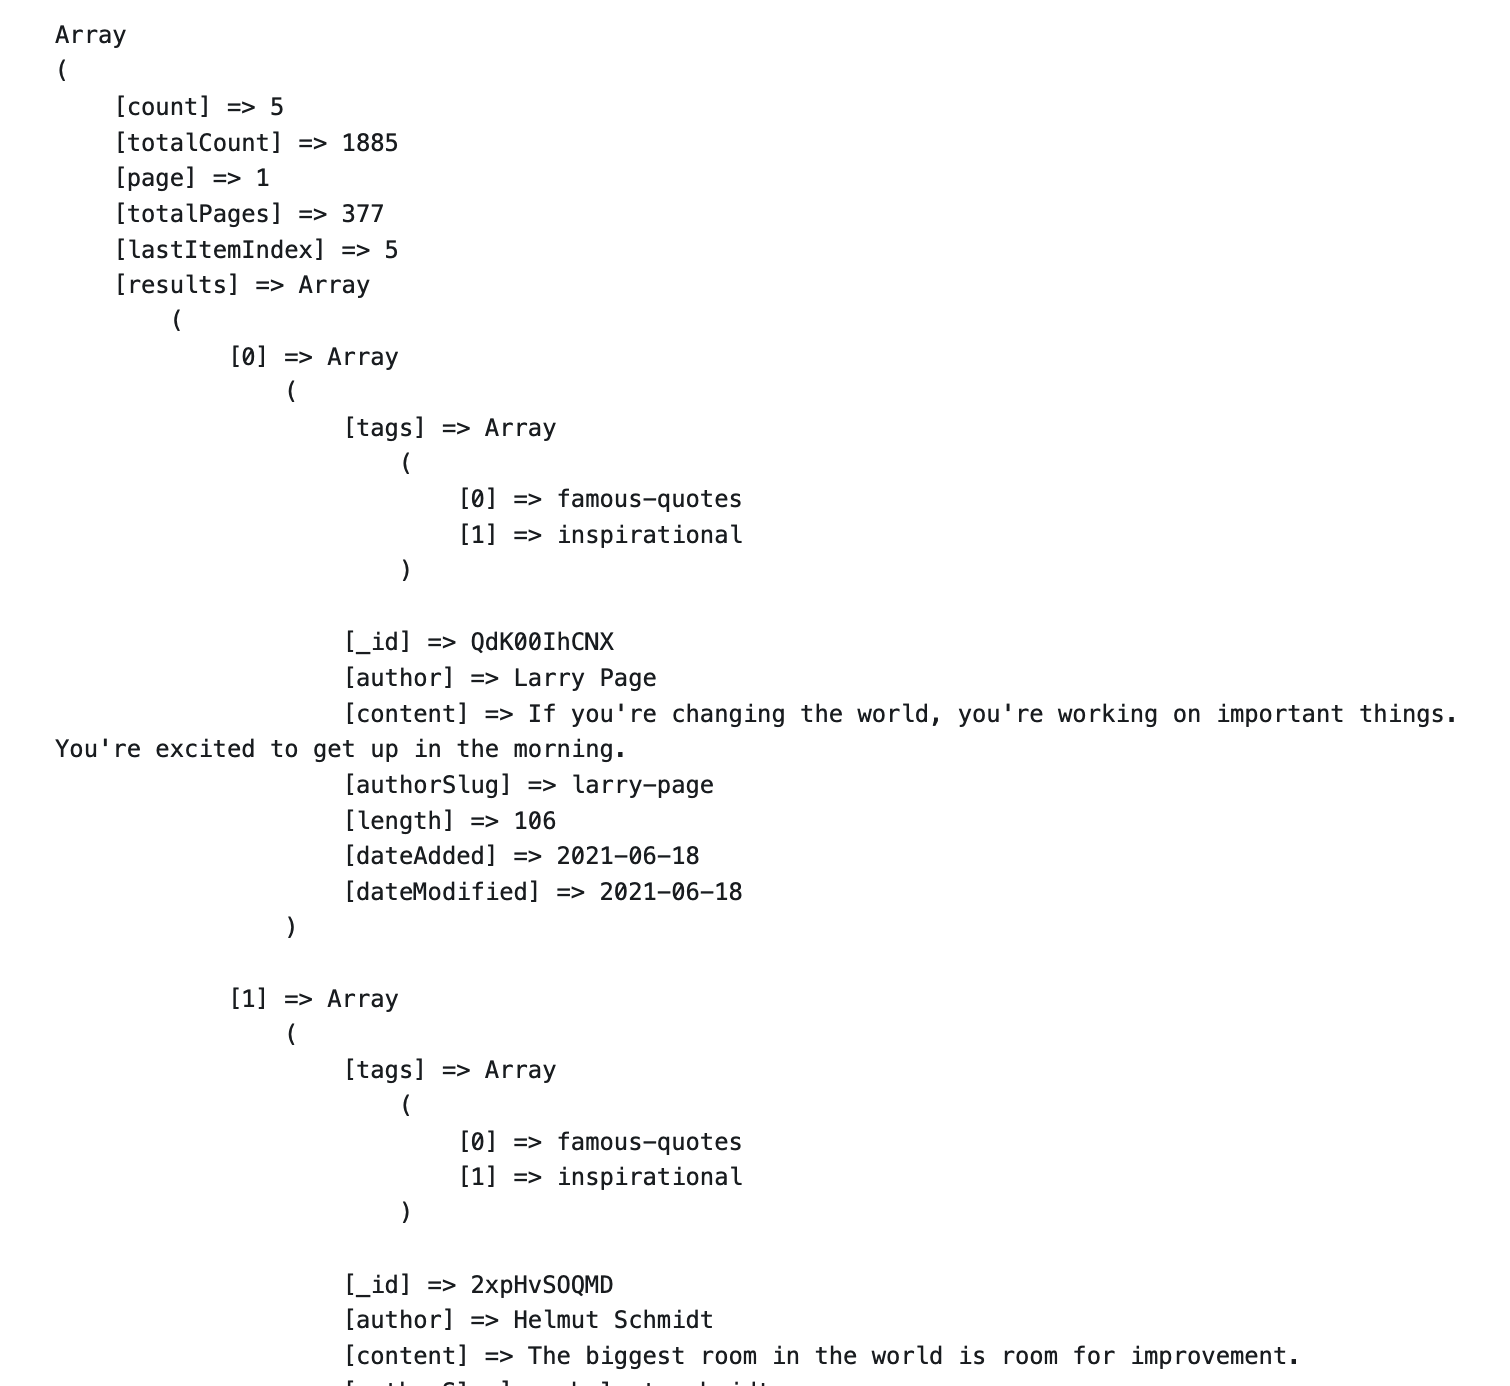 Array
(
    [count] => 5
    [totalCount] => 1885
    [page] => 1
    [totalPages] => 377
    [lastItemIndex] => 5
    [results] => Array
        (
            [0] => Array
                (
                    [tags] => Array
                        (
                            [0] => famous-quotes
                            [1] => inspirational
                        )

                    [_id] => QdK00IhCNX
                    [author] => Larry Page
                    [content] => If you're changing the world, you're working on important things.
You're excited to get up in the morning.
                    [authorSlug] => larry-page
                    [length] => 106
                    [dateAdded] => 2021-06-18
                    [dateModified] => 2021-06-18
                )

            [1] => Array
                (
                    [tags] => Array
                        (
                            [0] => famous-quotes
                            [1] => inspirational
                        )

                    [_id] => 2xpHvSOQMD
                    [author] => Helmut Schmidt
                    [content] => The biggest room in the world is room for improvement.